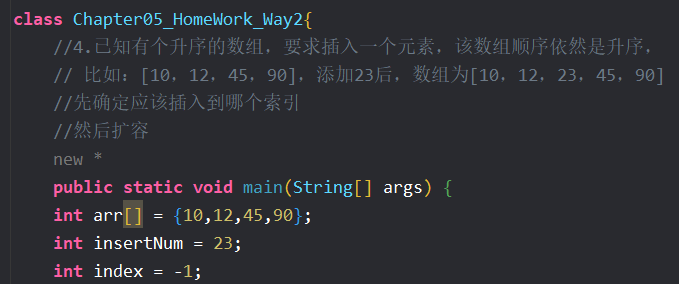 class Chapter05_HomeWork_Way2{
//4.已知有个升序的数组，要求插入一个元素，该数组顺序依然是升序，
// 比如：[10，12，45，90]，添加23后，数组为[10，12，23，45，90]
//先确定应该插入到哪个索引
//然后扩容
new *
public static void main(String[] args) {
int arr[] = {10,12,45,90};
int insertNum = 23;
int index = -1;